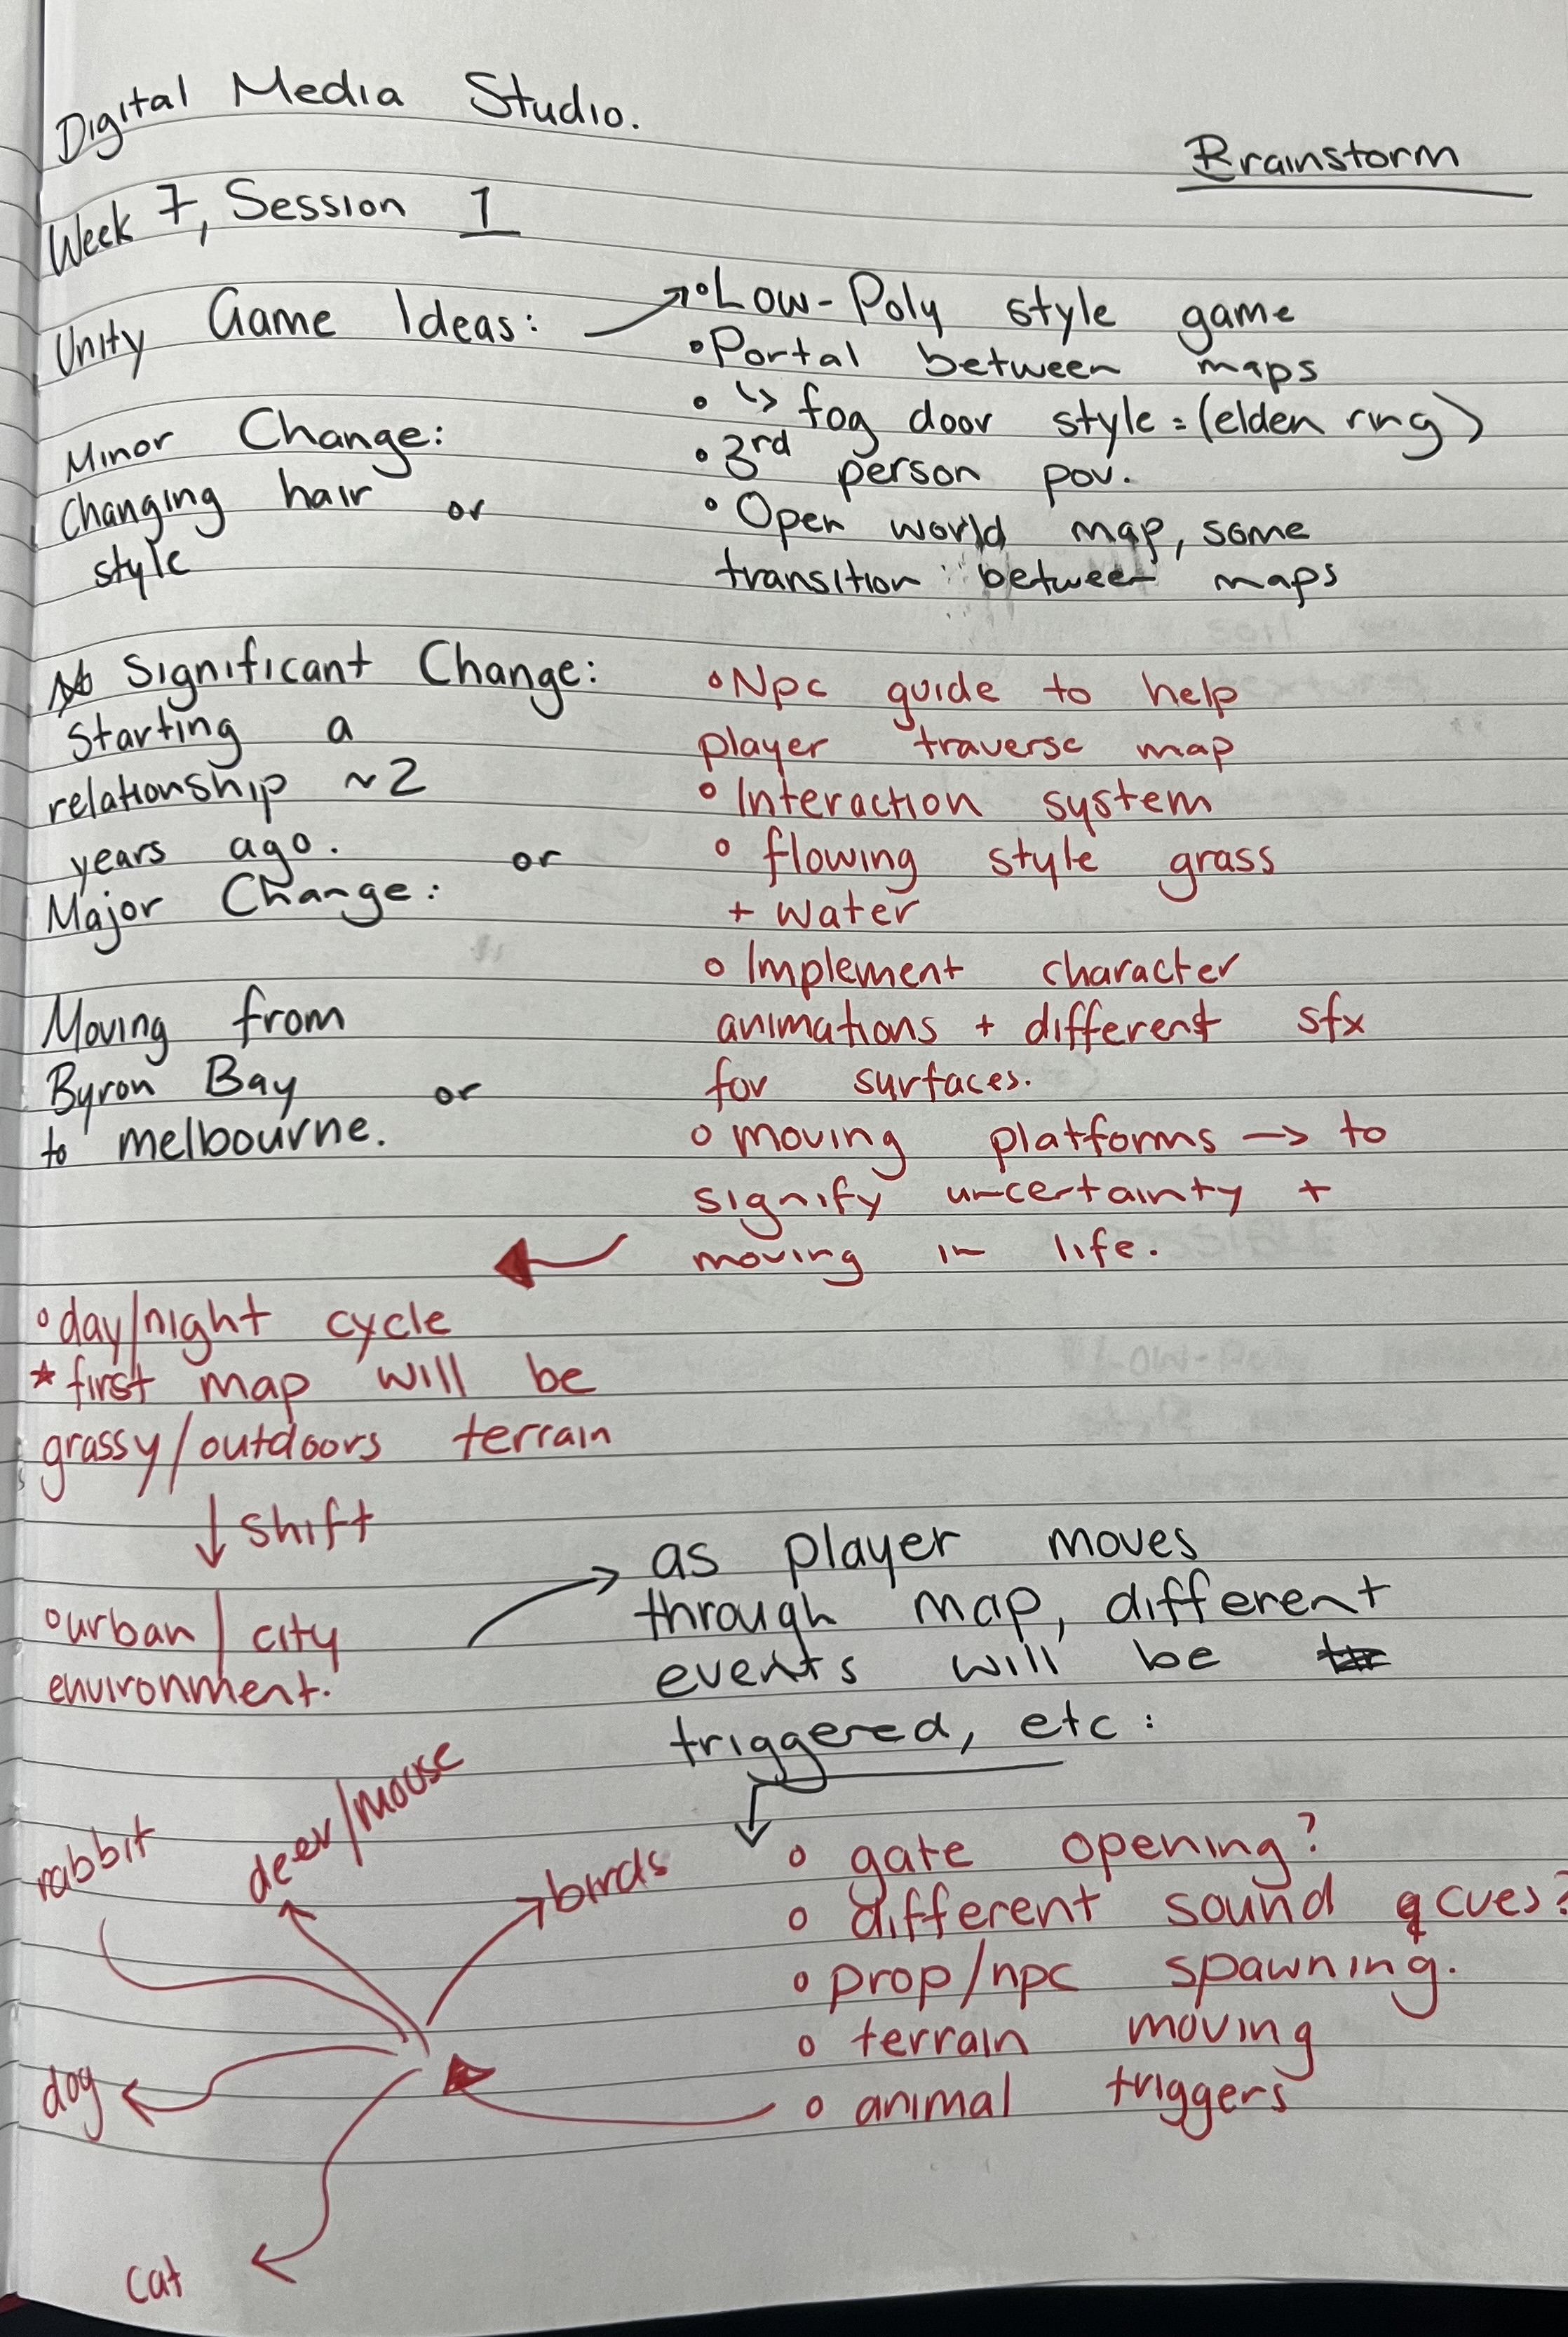 Digital Media Studio.
Brainstorm
Week 7, Session 1
Unity Game Ideas: →
• Low-Poly style game
• Portal between maps
• ↳ fog door style = (elden ring)
• 3rd person pov.
• Open world map, some
transition between maps
Minor Change:
Changing hair or
style
Significant Change:
Starting a
relationship ~2
years ago. or
Major Change:
Moving from
Byron Bay or
to melbourne.
• Npc guide to help
player traverse map
• Interaction system
• flowing style grass
+ water
• Implement character
animations + different sfx
for surfaces.
• moving platforms → to
signify uncertainty +
moving in life.
• day/night cycle
* first map will be
grassy/outdoors terrain
↓ shift
• urban / city
environment.
as player moves
through map, different
events will be
triggered, etc:
• gate opening?
• different sound cues?
• prop/npc spawning.
• terrain moving
• animal triggers
rabbit
deer/mouse
birds
dog
cat